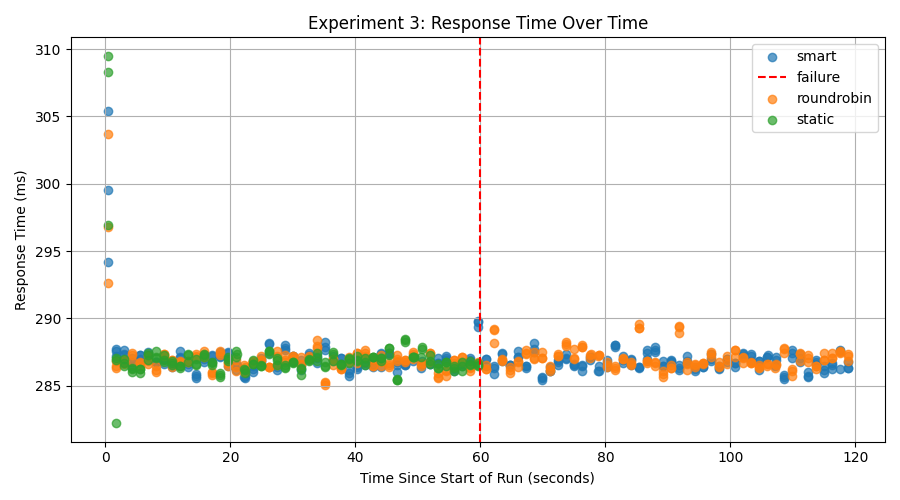 Experiment 3: Response Time Over Time
310
305
300
295
290
285
Response Time (ms)
smart
failure
roundrobin
static
0 20 40 60 80 100 120
Time Since Start of Run (seconds)